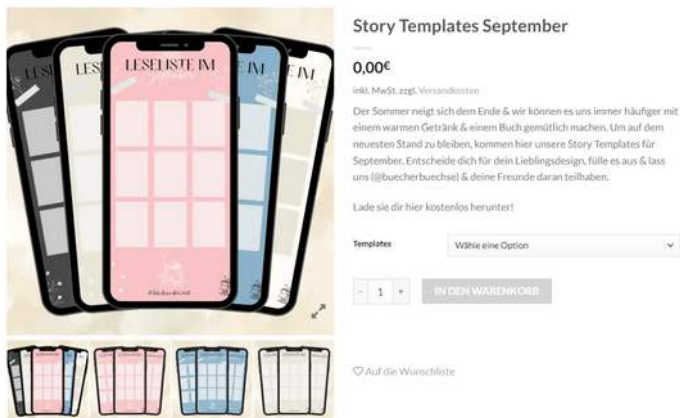 LESELISTE IM
September
Story Templates September
0,00€
inkl. MwSt. zzgl. Versandkosten
Der Sommer neigt sich dem Ende & wir können es uns immer häufiger mit
einem warmen Getränk & einem Buch gemütlich machen. Um auf dem
neuesten Stand zu bleiben, kommen hier unsere Story Templates für
September. Entscheide dich für dein Lieblingsdesign, fülle es aus & lass
uns (@buecherbuechse) & deine Freunde daran teilhaben.
Lade sie dir hier kostenlos herunter!
Templates
Wähle eine Option
- 1 +
IN DEN WARENKORB
Auf die Wunschliste